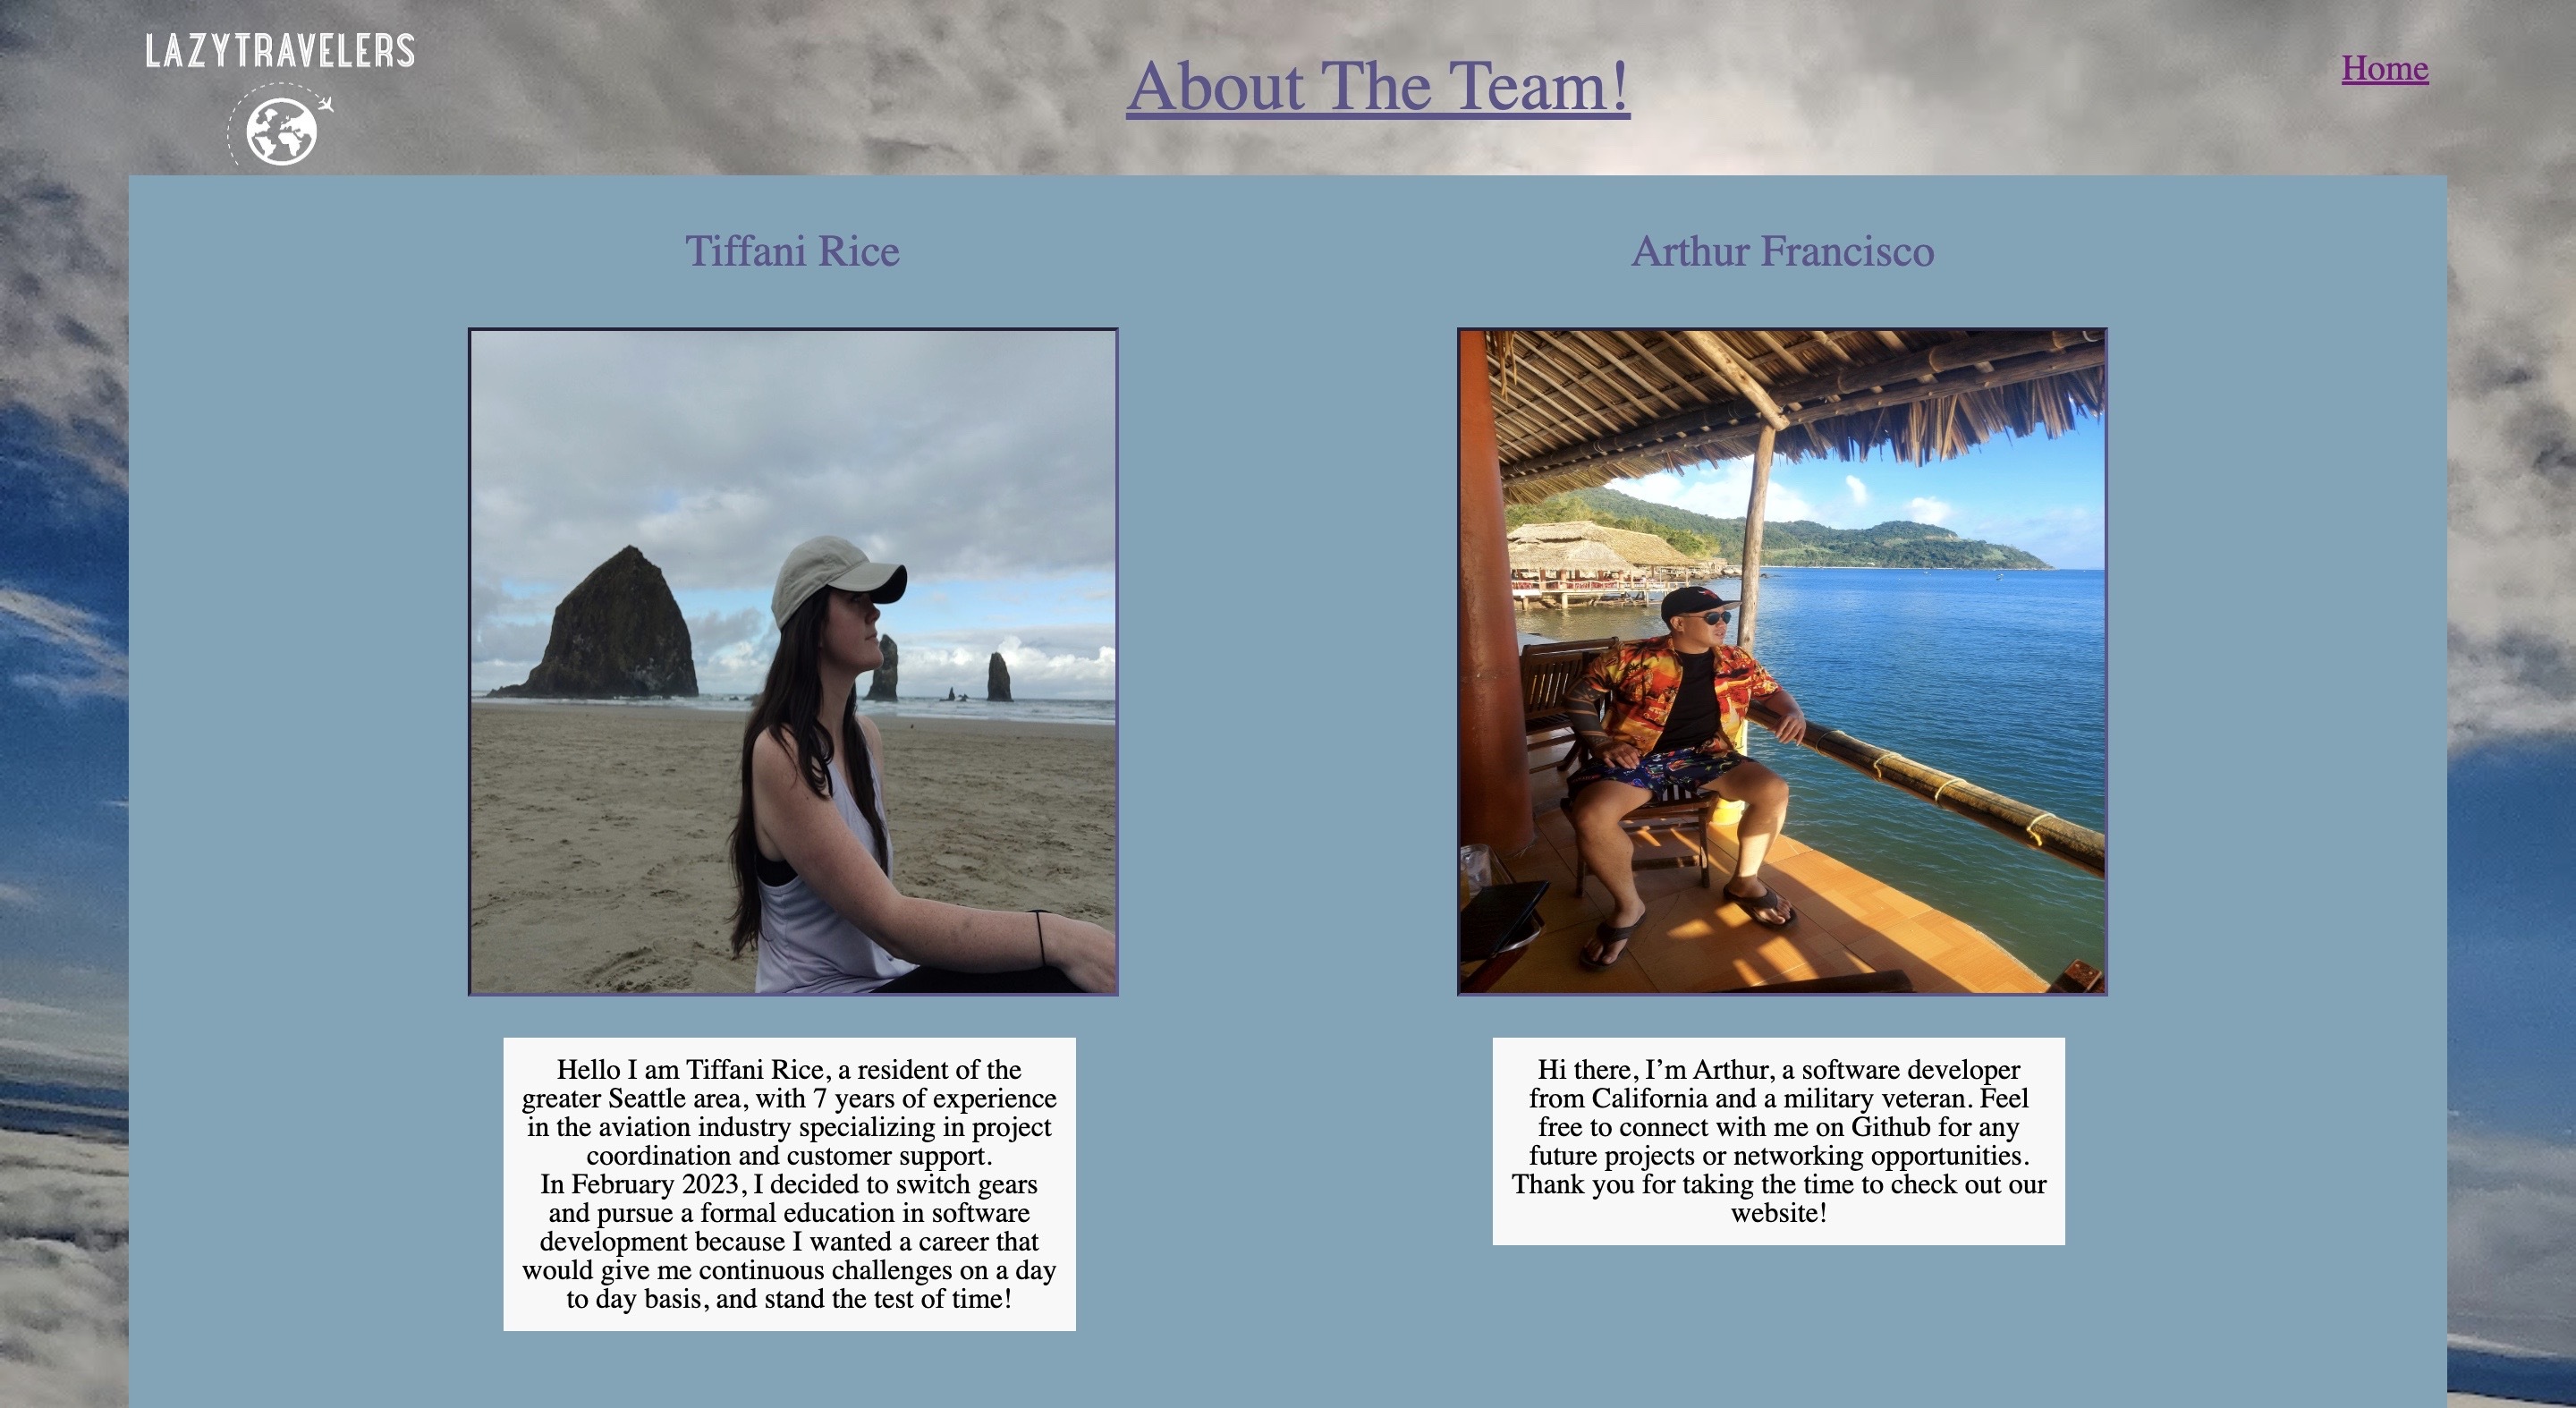 LAZYTRAVELERS
About The Team!
Home
Tiffani Rice
Arthur Francisco
Hello I am Tiffani Rice, a resident of the
greater Seattle area, with 7 years of experience
in the aviation industry specializing in project
coordination and customer support.
In February 2023, I decided to switch gears
and pursue a formal education in software
development because I wanted a career that
would give me continuous challenges on a day
to day basis, and stand the test of time!
Hi there, I’m Arthur, a software developer
from California and a military veteran. Feel
free to connect with me on Github for any
future projects or networking opportunities.
Thank you for taking the time to check out our
website!